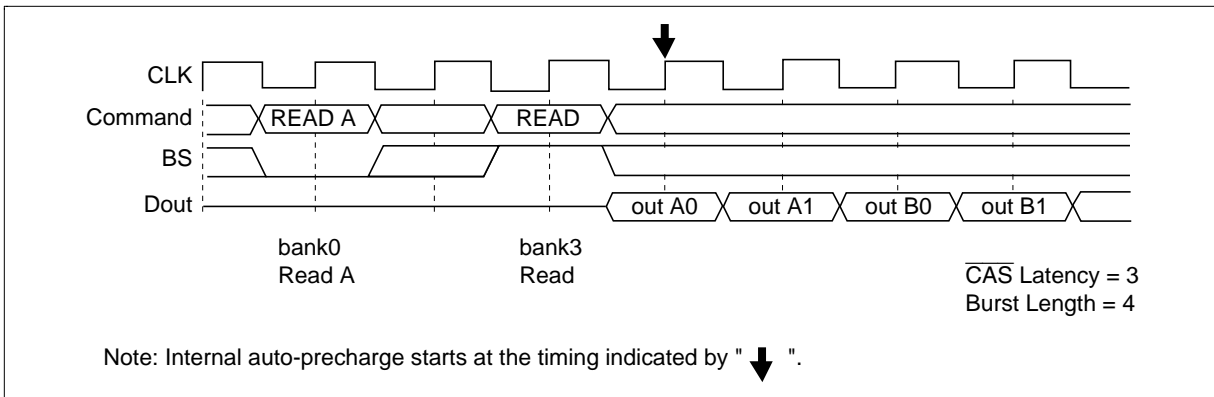 CLK
Command
READ A
READ
BS
Dout
out A0
out A1
out B0
out B1
bank0
Read A
bank3
Read
CAS Latency = 3
Burst Length = 4
Note: Internal auto-precharge starts at the timing indicated by " ".